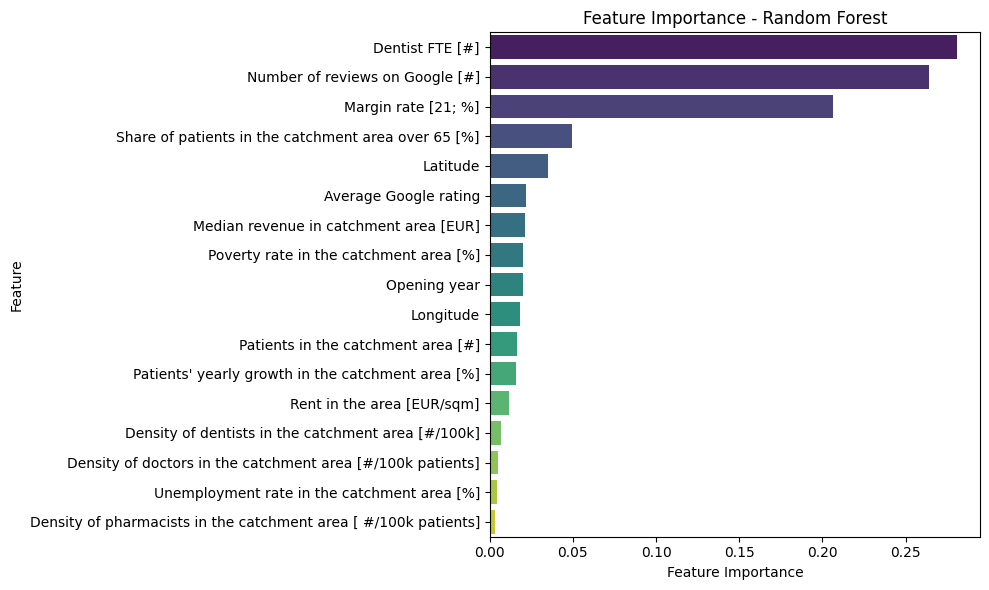 Feature Importance - Random Forest
Feature
Dentist FTE [#]
Number of reviews on Google [#]
Margin rate [21; %]
Share of patients in the catchment area over 65 [%]
Latitude
Average Google rating
Median revenue in catchment area [EUR]
Poverty rate in the catchment area [%]
Opening year
Longitude
Patients in the catchment area [#]
Patients' yearly growth in the catchment area [%]
Rent in the area [EUR/sqm]
Density of dentists in the catchment area [#/100k]
Density of doctors in the catchment area [#/100k patients]
Unemployment rate in the catchment area [%]
Density of pharmacists in the catchment area [ #/100k patients]
0.00 0.05 0.10 0.15 0.20 0.25
Feature Importance